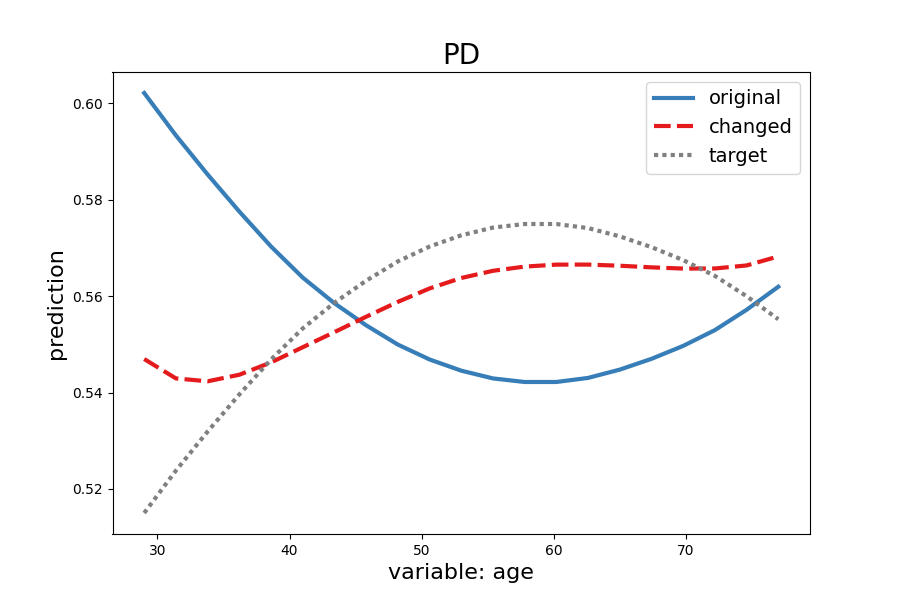 PD
original
changed
target
0.60
0.58
0.56
0.54
0.52
prediction
30 40 50 60 70
variable: age